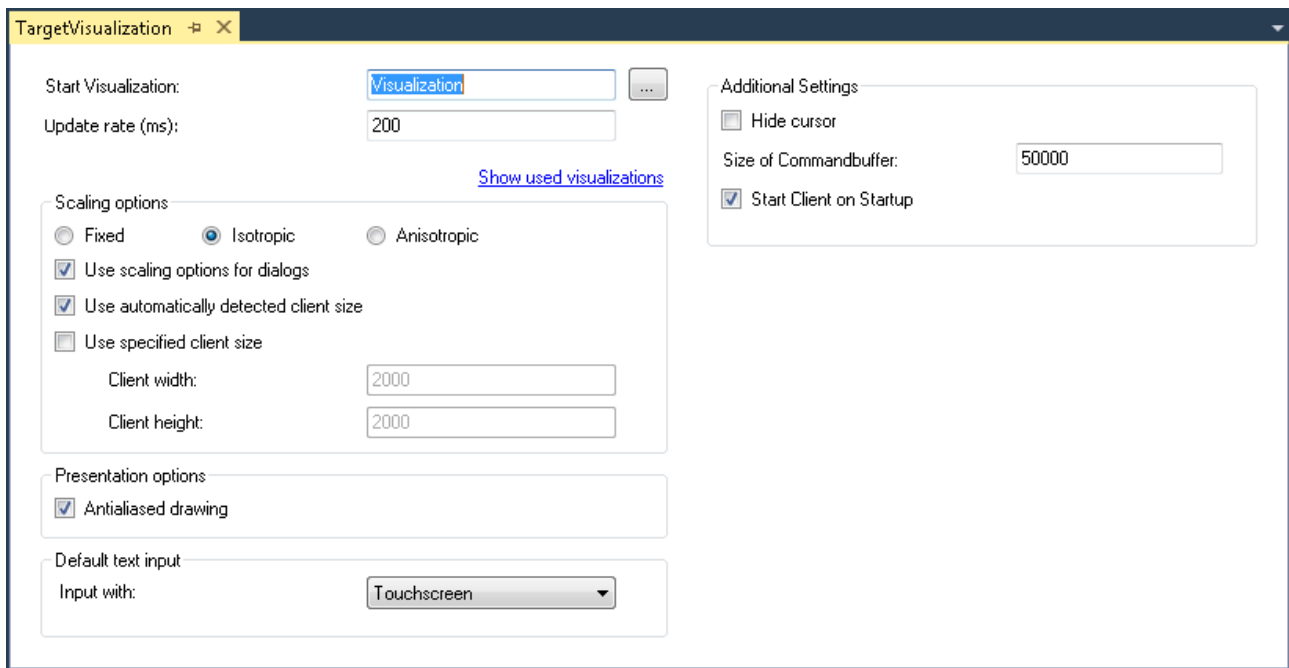 TargetVisualization
Start Visualization:
Visualization
...
Update rate (ms):
200
Show used visualizations
Scaling options
Fixed
Isotropic
Anisotropic
Use scaling options for dialogs
Use automatically detected client size
Use specified client size
Client width:
2000
Client height:
2000
Presentation options
Antialiased drawing
Default text input
Input with:
Touchscreen
Additional Settings
Hide cursor
Size of Commandbuffer:
50000
Start Client on Startup